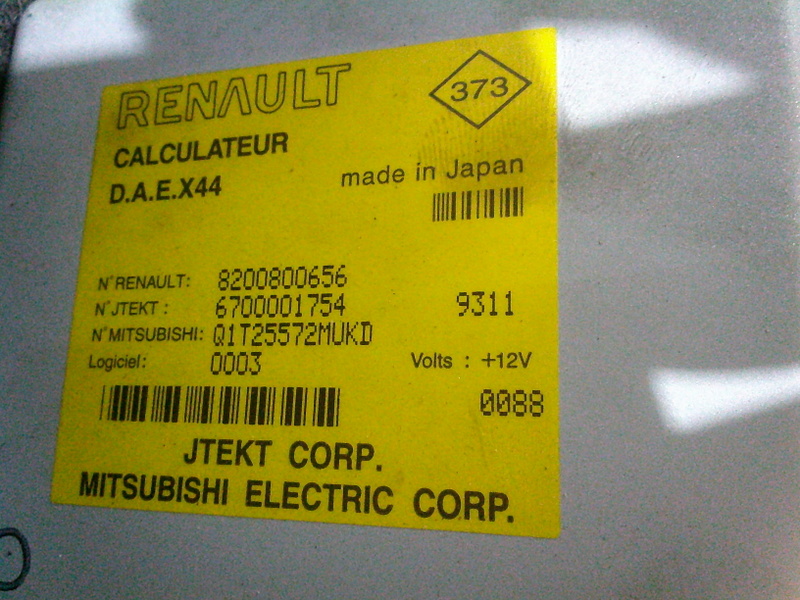 RENAULT
373
CALCULATEUR
D.A.E.X44
made in Japan
N°RENAULT: 8200800656
N°JTEKT : 6700001754 9311
N°MITSUBISHI: Q1T25572MUKD
Logiciel: 0003 Volts : +12V
0088
JTEKT CORP.
MITSUBISHI ELECTRIC CORP.